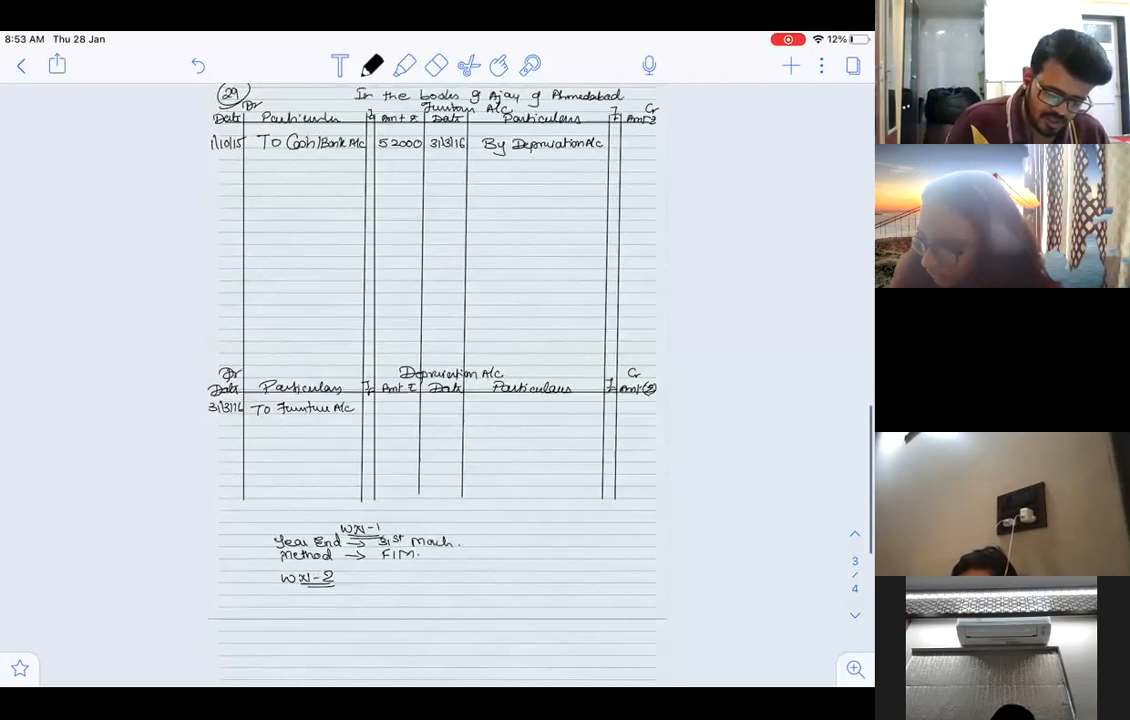 8:53 AM Thu 28 Jan
12%
29
In the books of Ajay of Ahmedabad
Dr Furniture A/c Cr
Date Particulars Amt ₹ Date Particulars Amt ₹
1/10/15 To Cash/Bank A/c 52000 31/3/16 By Depreciation A/c
Dr Depreciation A/c Cr
Date Particulars Amt ₹ Date Particulars Amt (₹)
31/3/16 To Furniture A/c
WN-1
Year End → 31st March.
Method → FIM.
WN-2
3
/
4